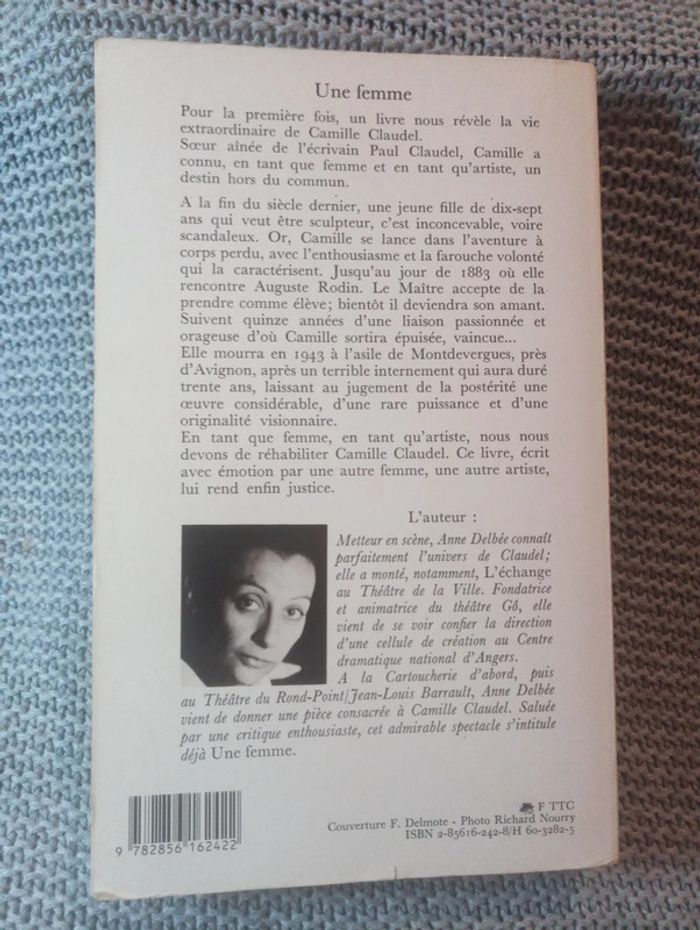 Une femme
Pour la première fois, un livre nous révèle la vie
extraordinaire de Camille Claudel.
Sœur aînée de l'écrivain Paul Claudel, Camille a
connu, en tant que femme et en tant qu'artiste, un
destin hors du commun.
A la fin du siècle dernier, une jeune fille de dix-sept
ans qui veut être sculpteur, c'est inconcevable, voire
scandaleux. Or, Camille se lance dans l'aventure à
corps perdu, avec l'enthousiasme et la farouche volonté
qui la caractérisent. Jusqu'au jour de 1883 où elle
rencontre Auguste Rodin. Le Maître accepte de la
prendre comme élève; bientôt il deviendra son amant.
Suivent quinze années d'une liaison passionnée et
orageuse d'où Camille sortira épuisée, vaincue...
Elle mourra en 1943 à l'asile de Montdevergues, près
d'Avignon, après un terrible internement qui aura duré
trente ans, laissant au jugement de la postérité une
œuvre considérable, d'une rare puissance et d'une
originalité visionnaire.
En tant que femme, en tant qu'artiste, nous nous
devons de réhabiliter Camille Claudel. Ce livre, écrit
avec émotion par une autre femme, une autre artiste,
lui rend enfin justice.
L'auteur :
Metteur en scène, Anne Delbée connaît
parfaitement l'univers de Claudel;
elle a monté, notamment, L'échange
au Théâtre de la Ville. Fondatrice
et animatrice du théâtre Gô, elle
vient de se voir confier la direction
d'une cellule de création au Centre
dramatique national d'Angers.
A la Cartoucherie d'abord, puis
au Théâtre du Rond-Point/Jean-Louis Barrault, Anne Delbée
vient de donner une pièce consacrée à Camille Claudel. Saluée
par une critique enthousiaste, cet admirable spectacle s'intitule
déjà Une femme.
F TTC
Couverture F. Delmote - Photo Richard Nourry
ISBN 2-85616-242-8/H 60-3282-5
9 782856 162422